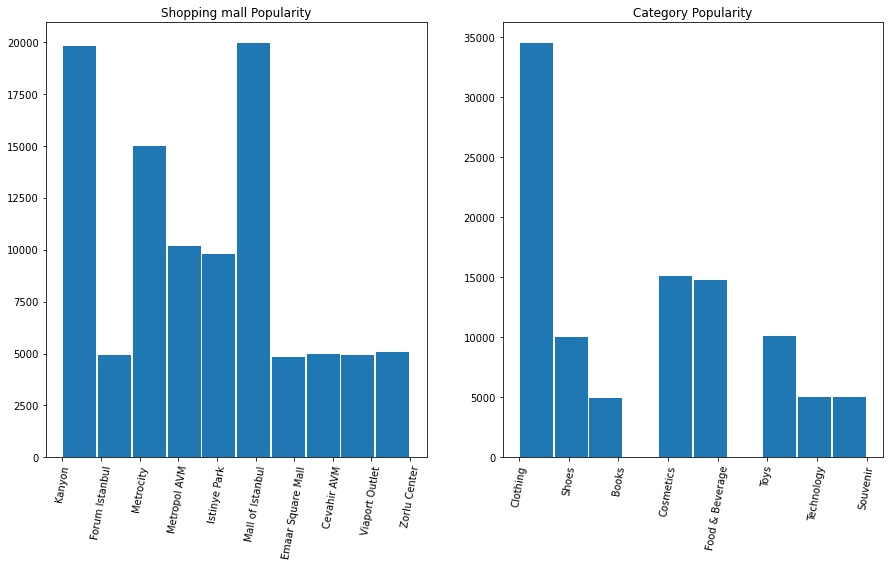 Shopping mall Popularity
20000
17500
15000
12500
10000
7500
5000
2500
0
Kanyon
Forum Istanbul
Metrocity
Metropol AVM
Istinye Park
Mall of Istanbul
Emaar Square Mall
Cevahir AVM
Viaport Outlet
Zorlu Center
Category Popularity
35000
30000
25000
20000
15000
10000
5000
0
Clothing
Shoes
Books
Cosmetics
Food & Beverage
Toys
Technology
Souvenir